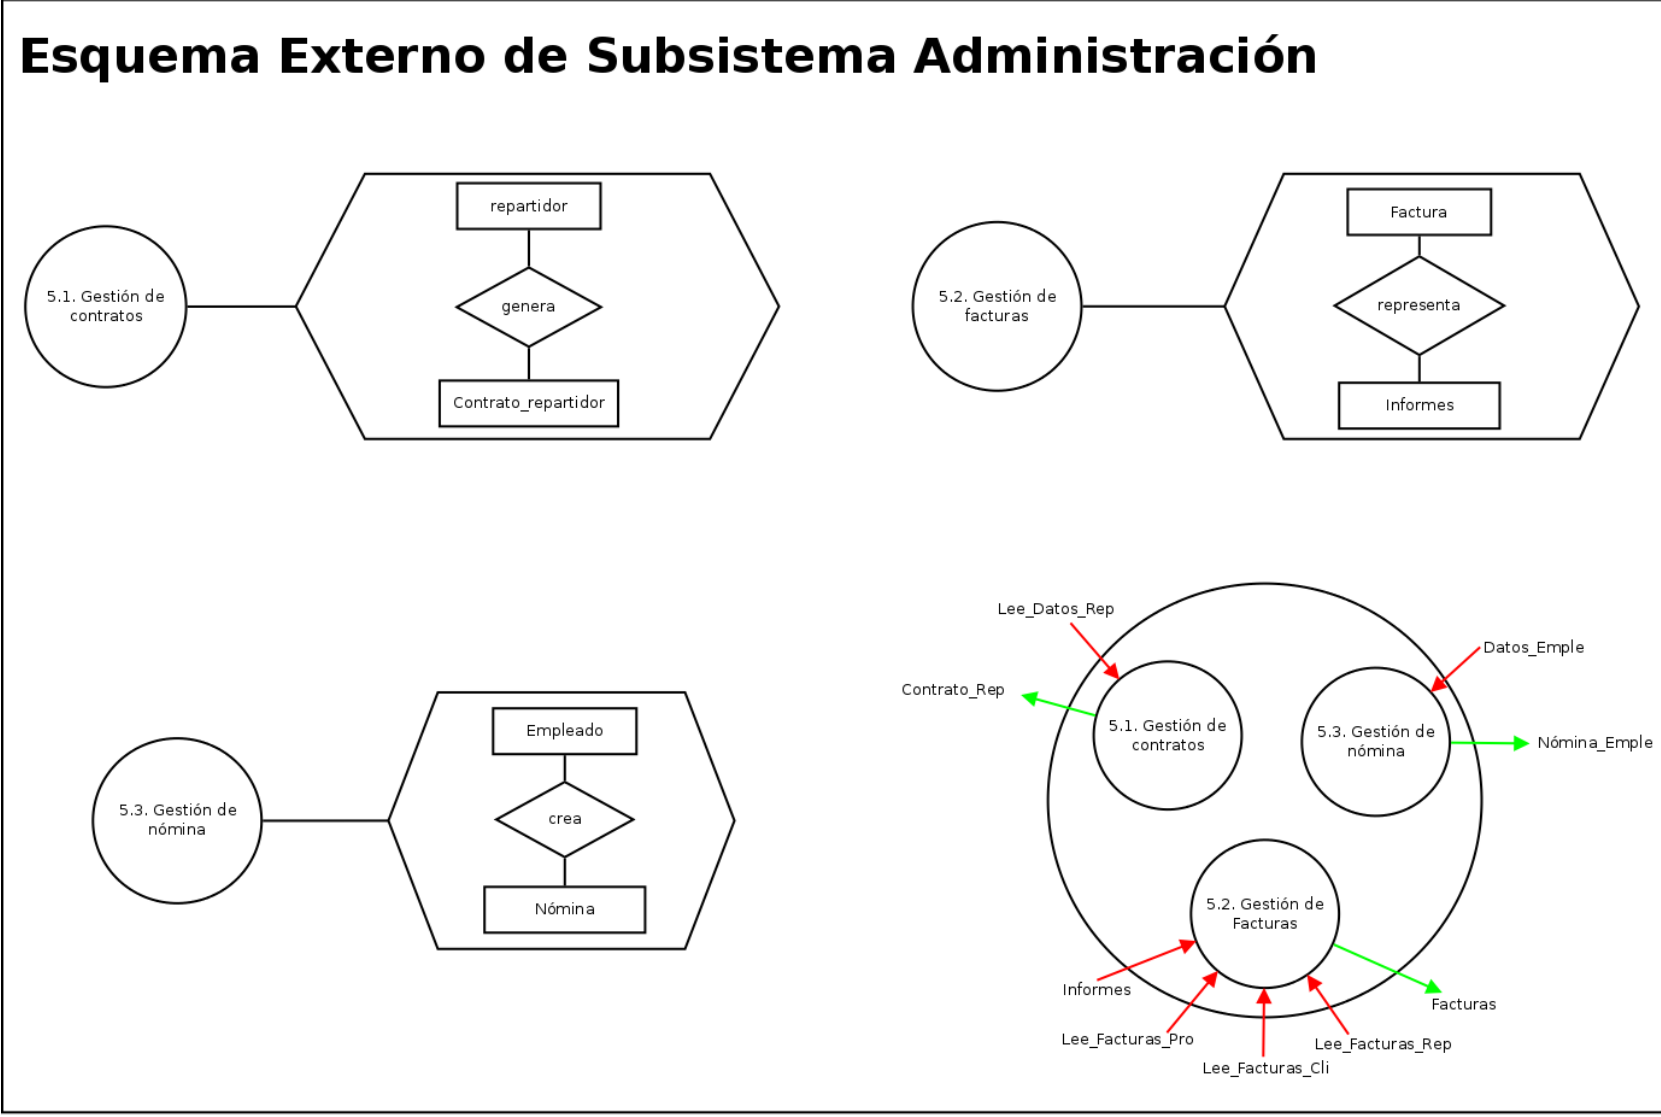 Esquema Externo de Subsistema Administración
5.1. Gestión de
contratos
repartidor
genera
Contrato_repartidor
5.2. Gestión de
facturas
Factura
representa
Informes
5.3. Gestión de
nómina
Empleado
crea
Nómina
Lee_Datos_Rep
Datos_Emple
Contrato_Rep
5.1. Gestión de
contratos
5.3. Gestión de
nómina
Nómina_Emple
5.2. Gestión de
Facturas
Informes
Facturas
Lee_Facturas_Pro
Lee_Facturas_Rep
Lee_Facturas_Cli